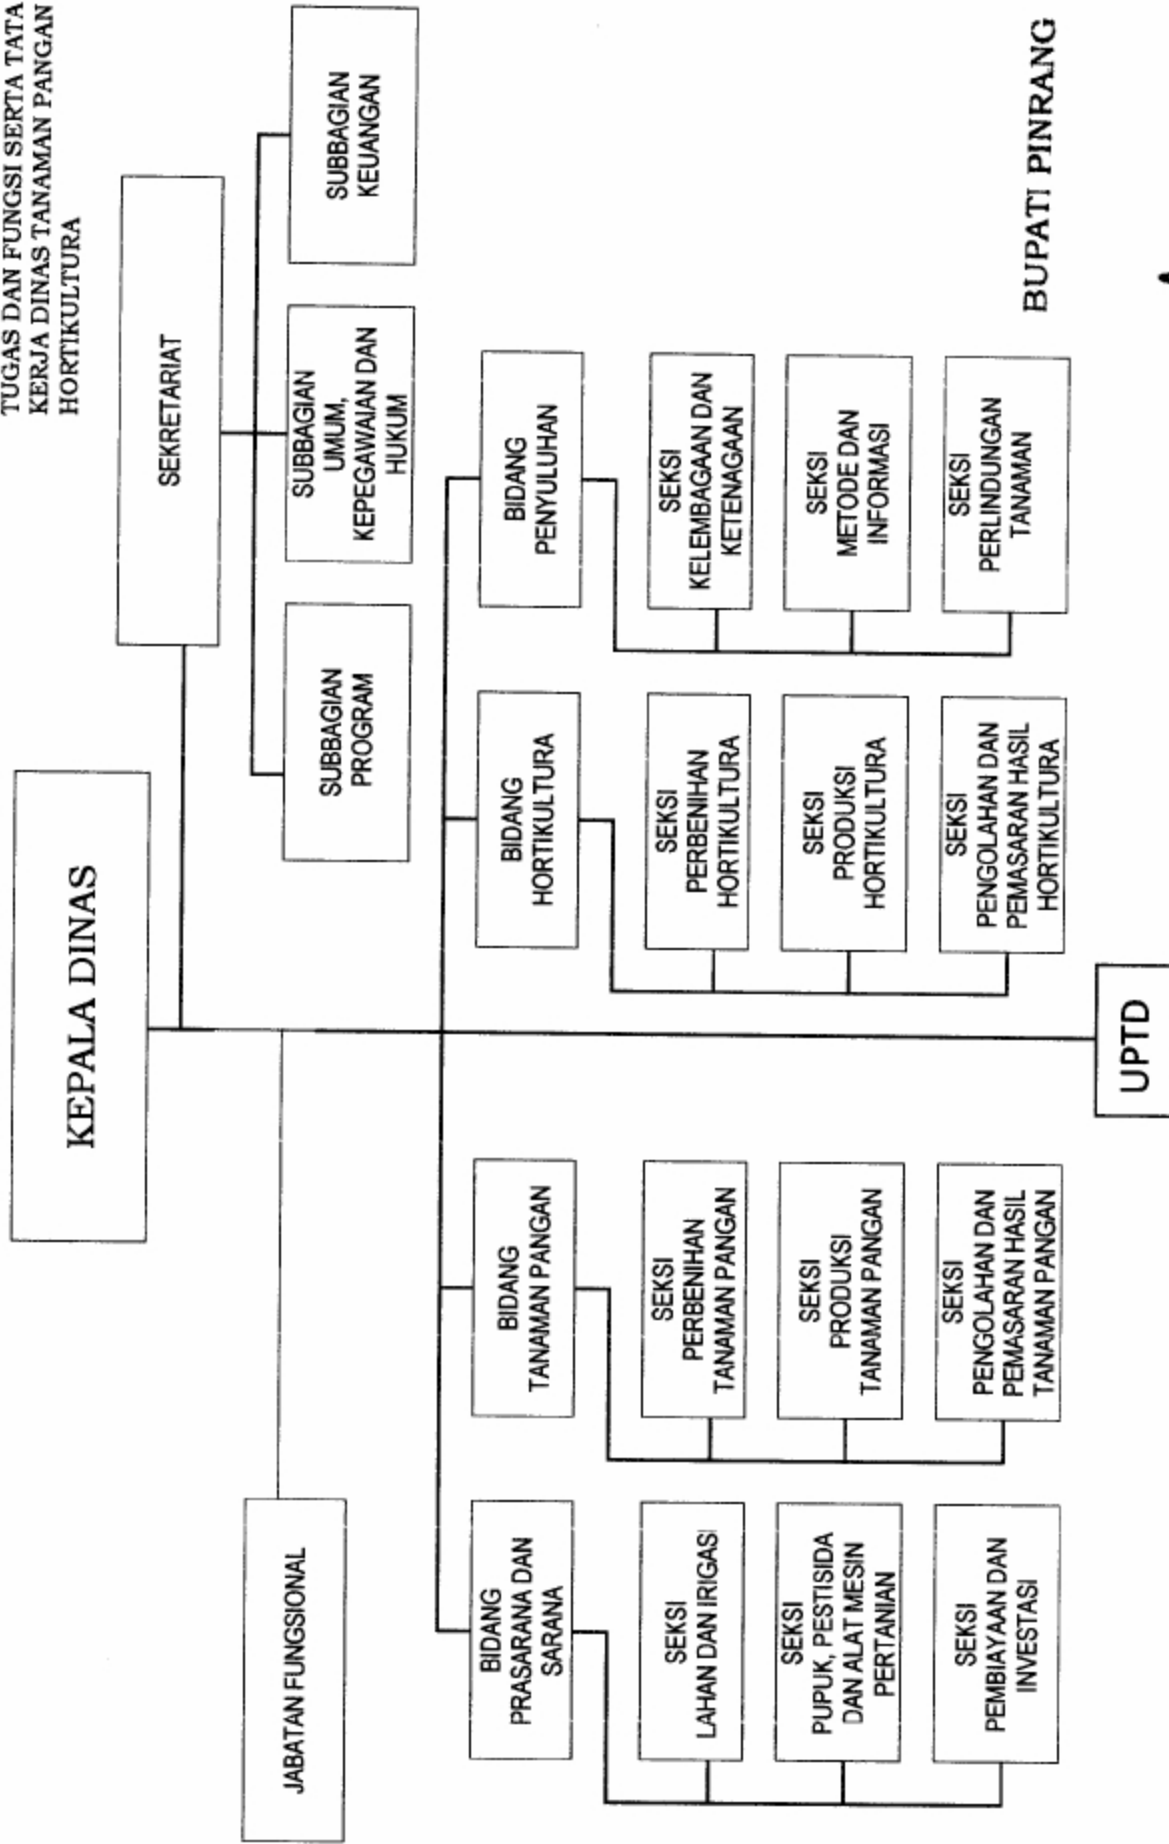 TUGAS DAN FUNGSI SERTA TATA
KERJA DINAS TANAMAN PANGAN
HORTIKULTURA
KEPALA DINAS
SEKRETARIAT
JABATAN FUNGSIONAL
SUBBAGIAN
PROGRAM
SUBBAGIAN
UMUM,
KEPEGAWAIAN DAN
HUKUM
SUBBAGIAN
KEUANGAN
BIDANG
PRASARANA DAN
SARANA
BIDANG
TANAMAN PANGAN
BIDANG
HORTIKULTURA
BIDANG
PENYULUHAN
SEKSI
LAHAN DAN IRIGASI
SEKSI
PERBENIHAN
TANAMAN PANGAN
SEKSI
PERBENIHAN
HORTIKULTURA
SEKSI
KELEMBAGAAN DAN
KETENAGAAN
SEKSI
PUPUK, PESTISIDA
DAN ALAT MESIN
PERTANIAN
SEKSI
PRODUKSI
TANAMAN PANGAN
SEKSI
PRODUKSI
HORTIKULTURA
SEKSI
METODE DAN
INFORMASI
SEKSI
PEMBIAYAAN DAN
INVESTASI
SEKSI
PENGOLAHAN DAN
PEMASARAN HASIL
TANAMAN PANGAN
SEKSI
PENGOLAHAN DAN
PEMASARAN HASIL
HORTIKULTURA
SEKSI
PERLINDUNGAN
TANAMAN
BUPATI PINRANG
UPTD